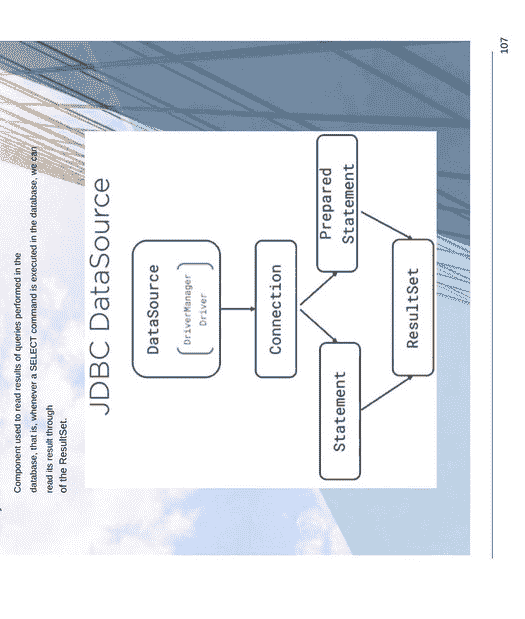 Component used to read results of queries performed in the
database, that is, whenever a SELECT command is executed in the database, we can
read its result through
of the ResultSet.
JDBC DataSource
DataSource
DriverManager
Driver
Connection
Statement
Prepared
Statement
ResultSet
107